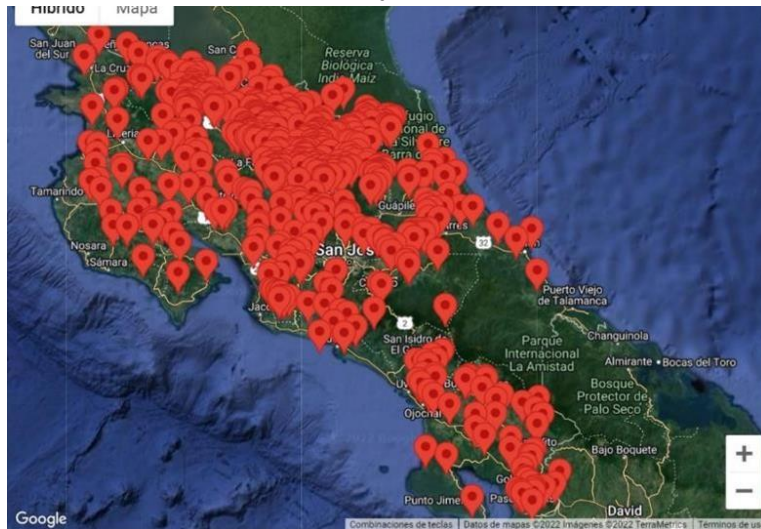 Híbrido Mapa
San Juan
del Sur
La Cruz
San C
Reserva
Biológica
Indio Maíz
Liberia
Tamarindo
Nosara
Sámara
Guápile
32
San Jos
Puerto Viejo
de Talamanca
2
San Isidro de
El G
Changuinola
Parque
Internacional
La Amistad
Almirante
Bocas del Toro
Bosque
Protector de
Palo Seco
Ojochal
Bajo Boquete
Punto Jime
David
+
−
Google
Combinaciones de teclas
Datos de mapas ©2022 Imágenes ©2022 TerraMetrics
Términos de us